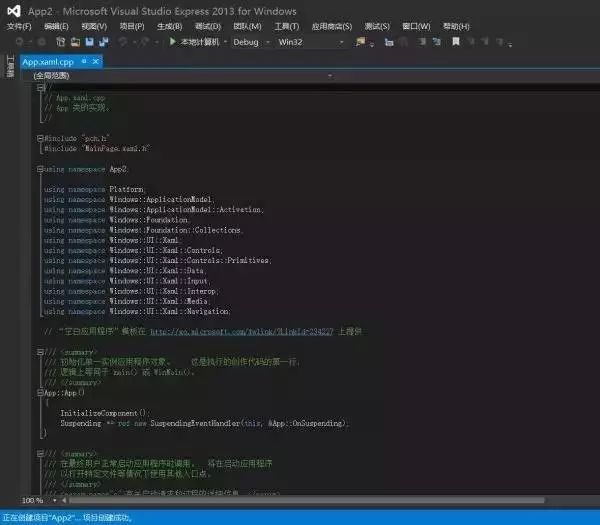 App2 - Microsoft Visual Studio Express 2013 for Windows
文件(F) 编辑(E) 视图(V) 项目(P) 生成(B) 调试(D) 团队(M) 工具(T) 应用商店(S) 测试(S) 窗口(W) 帮助(H)
本地计算机 Debug Win32
App.xaml.cpp
工具箱
(全局范围)
//
// App.xaml.cpp
// App 类的实现。
//
#include "pch.h"
#include "MainPage.xaml.h"
using namespace App2;
using namespace Platform;
using namespace Windows::ApplicationModel;
using namespace Windows::ApplicationModel::Activation;
using namespace Windows::Foundation;
using namespace Windows::Foundation::Collections;
using namespace Windows::UI::Xaml;
using namespace Windows::UI::Xaml::Controls;
using namespace Windows::UI::Xaml::Controls::Primitives;
using namespace Windows::UI::Xaml::Data;
using namespace Windows::UI::Xaml::Input;
using namespace Windows::UI::Xaml::Interop;
using namespace Windows::UI::Xaml::Media;
using namespace Windows::UI::Xaml::Navigation;
// “空白应用程序”模板在 http://go.microsoft.com/fwlink/?LinkId=234227 上提供
/// <summary>
/// 初始化单一实例应用程序对象。 这是执行的创作代码的第一行,
/// 逻辑上等同于 main() 或 WinMain()。
/// </summary>
App::App()
{
InitializeComponent();
Suspending += ref new SuspendingEventHandler(this, &App::OnSuspending);
}
/// <summary>
/// 在最终用户正常启动应用程序时调用。 将在启动应用程序
/// 以打开特定文件等情况下使用其他入口点。
/// </summary>
100 %
正在创建项目"App2"... 项目创建成功。